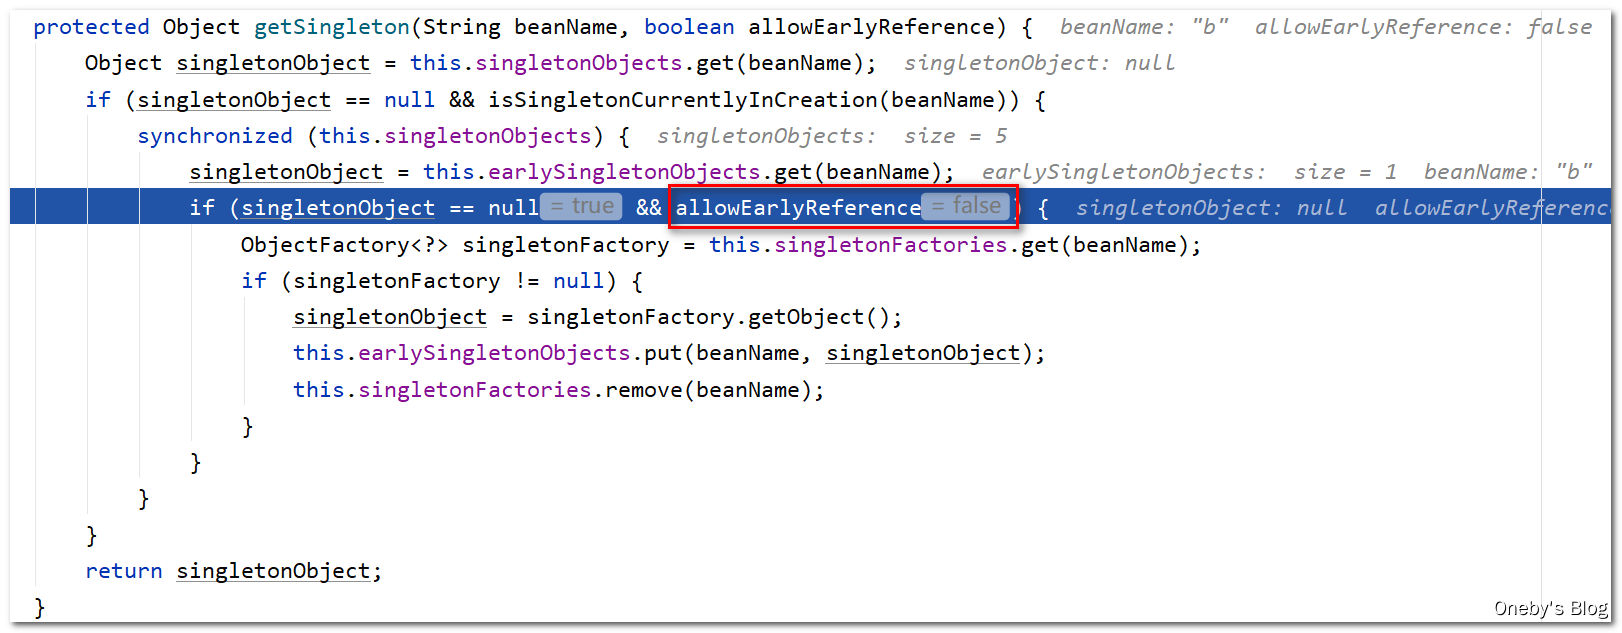 protected Object getSingleton(String beanName, boolean allowEarlyReference) {  beanName: "b"  allowEarlyReference: false
    Object singletonObject = this.singletonObjects.get(beanName);  singletonObject: null
    if (singletonObject == null && isSingletonCurrentlyInCreation(beanName)) {
        synchronized (this.singletonObjects) {  singletonObjects:  size = 5
            singletonObject = this.earlySingletonObjects.get(beanName);  earlySingletonObjects:  size = 1  beanName: "b"
            if (singletonObject == null = true && allowEarlyReference = false ) {  singletonObject: null  allowEarlyReferenc
                ObjectFactory<?> singletonFactory = this.singletonFactories.get(beanName);
                if (singletonFactory != null) {
                    singletonObject = singletonFactory.getObject();
                    this.earlySingletonObjects.put(beanName, singletonObject);
                    this.singletonFactories.remove(beanName);
                }
            }
        }
    }
    return singletonObject;
}
Oneby's Blog